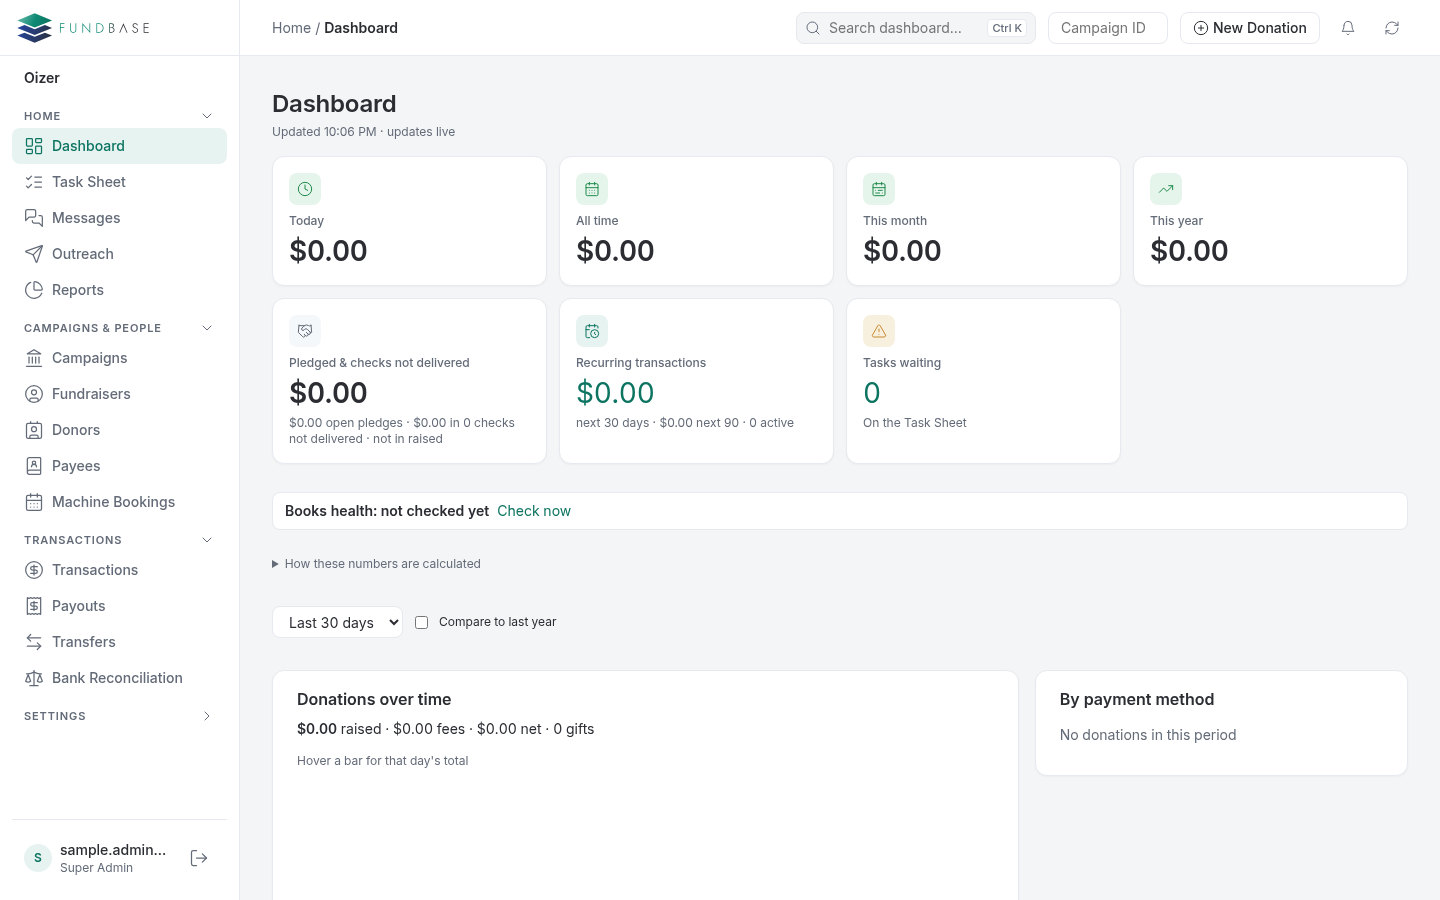 FUNDBASE
Home / Dashboard
Search dashboard...
Ctrl K
Campaign ID
New Donation
Oizer
HOME
Dashboard
Task Sheet
Messages
Outreach
Reports
CAMPAIGNS & PEOPLE
Campaigns
Fundraisers
Donors
Payees
Machine Bookings
TRANSACTIONS
Transactions
Payouts
Transfers
Bank Reconciliation
SETTINGS
S
sample.admin...
Super Admin
Dashboard
Updated 10:06 PM · updates live
Today
$0.00
All time
$0.00
This month
$0.00
This year
$0.00
Pledged & checks not delivered
$0.00
$0.00 open pledges · $0.00 in 0 checks
not delivered · not in raised
Recurring transactions
$0.00
next 30 days · $0.00 next 90 · 0 active
Tasks waiting
0
On the Task Sheet
Books health: not checked yet Check now
How these numbers are calculated
Last 30 days
Compare to last year
Donations over time
$0.00 raised · $0.00 fees · $0.00 net · 0 gifts
Hover a bar for that day's total
By payment method
No donations in this period